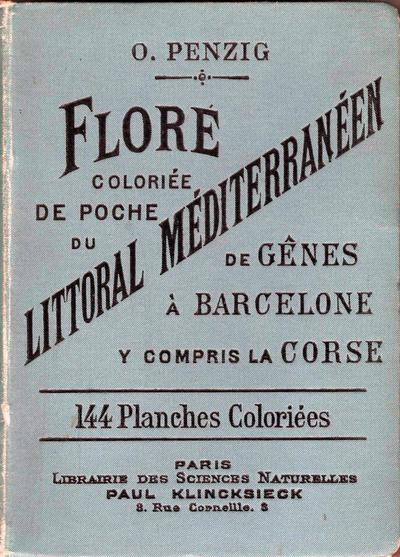 O. PENZIG
FLORE
COLORIÉE
DE POCHE
DU
LITTORAL MÉDITERRANÉEN
DE GÊNES
À BARCELONE
Y COMPRIS LA CORSE
144 Planches Coloriées
PARIS
LIBRAIRIE DES SCIENCES NATURELLES
PAUL KLINCKSIECK
3. Rue Corneille. 3